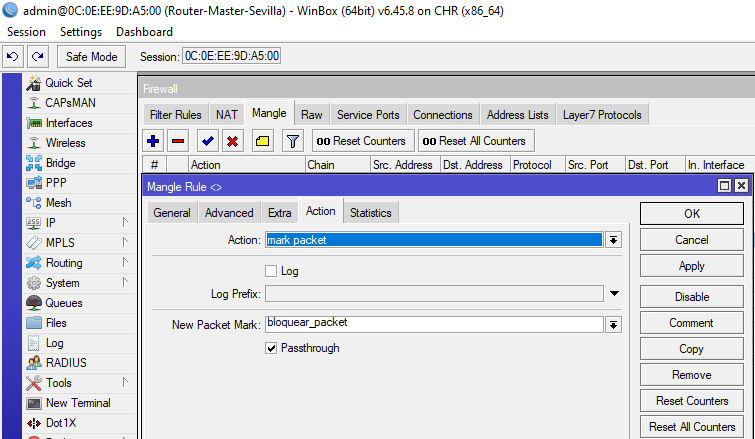 admin@0C:0E:EE:9D:A5:00 (Router-Master-Sevilla) - WinBox (64bit) v6.45.8 on CHR (x86_64)
Session Settings Dashboard
Safe Mode Session: 0C:0E:EE:9D:A5:00
Quick Set
CAPsMAN
Interfaces
Wireless
Bridge
PPP
Mesh
IP
MPLS
Routing
System
Queues
Files
Log
RADIUS
Tools
New Terminal
Dot1X
Firewall
Filter Rules NAT Mangle Raw Service Ports Connections Address Lists Layer7 Protocols
00 Reset Counters 00 Reset All Counters
# Action Chain Src. Address Dst. Address Protocol Src. Port Dst. Port In. Interface
Mangle Rule <>
General Advanced Extra Action Statistics
Action: mark packet
Log
Log Prefix:
New Packet Mark: bloquear_packet
Passthrough
OK
Cancel
Apply
Disable
Comment
Copy
Remove
Reset Counters
Reset All Counters